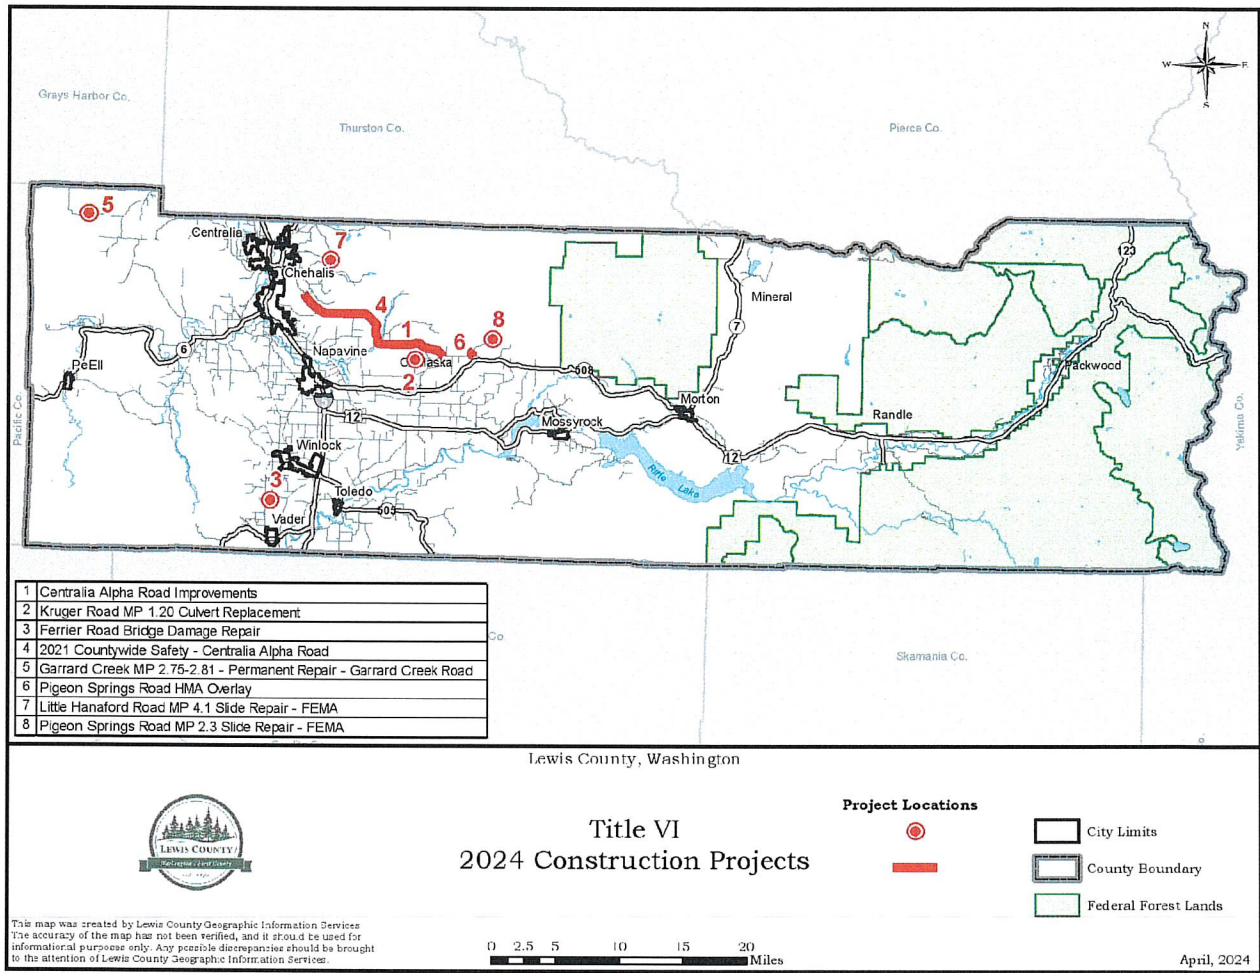 N
W
E
S
Grays Harbor Co.
Thurston Co.
Pierce Co.
5
Centralia
7
Chehalis
123
Mineral
4
7
8
1
6
6
Onalaska
Napavine
PeEll
2
508
Packwood
Morton
Pacific Co.
Randle
12
Mossyrock
Yakima Co.
Winlock
12
3
Riffe Lake
Toledo
505
Vader
1 Centralia Alpha Road Improvements
2 Kruger Road MP 1.20 Culvert Replacement
3 Ferrier Road Bridge Damage Repair
4 2021 Countywide Safety - Centralia Alpha Road
5 Garrard Creek MP 2.75-2.81 - Permanent Repair - Garrard Creek Road
6 Pigeon Springs Road HMA Overlay
7 Little Hanaford Road MP 4.1 Slide Repair - FEMA
8 Pigeon Springs Road MP 2.3 Slide Repair - FEMA
Co.
Skamania Co.
Lewis County, Washington
LEWIS COUNTY
Title VI
2024 Construction Projects
Project Locations
City Limits
County Boundary
Federal Forest Lands
This map was created by Lewis County Geographic Information Services
The accuracy of the map has not been verified, and it should be used for
informational purposes only. Any possible discrepancies should be brought
to the attention of Lewis County Geographic Information Services.
0 2.5 5 10 15 20
Miles
April, 2024